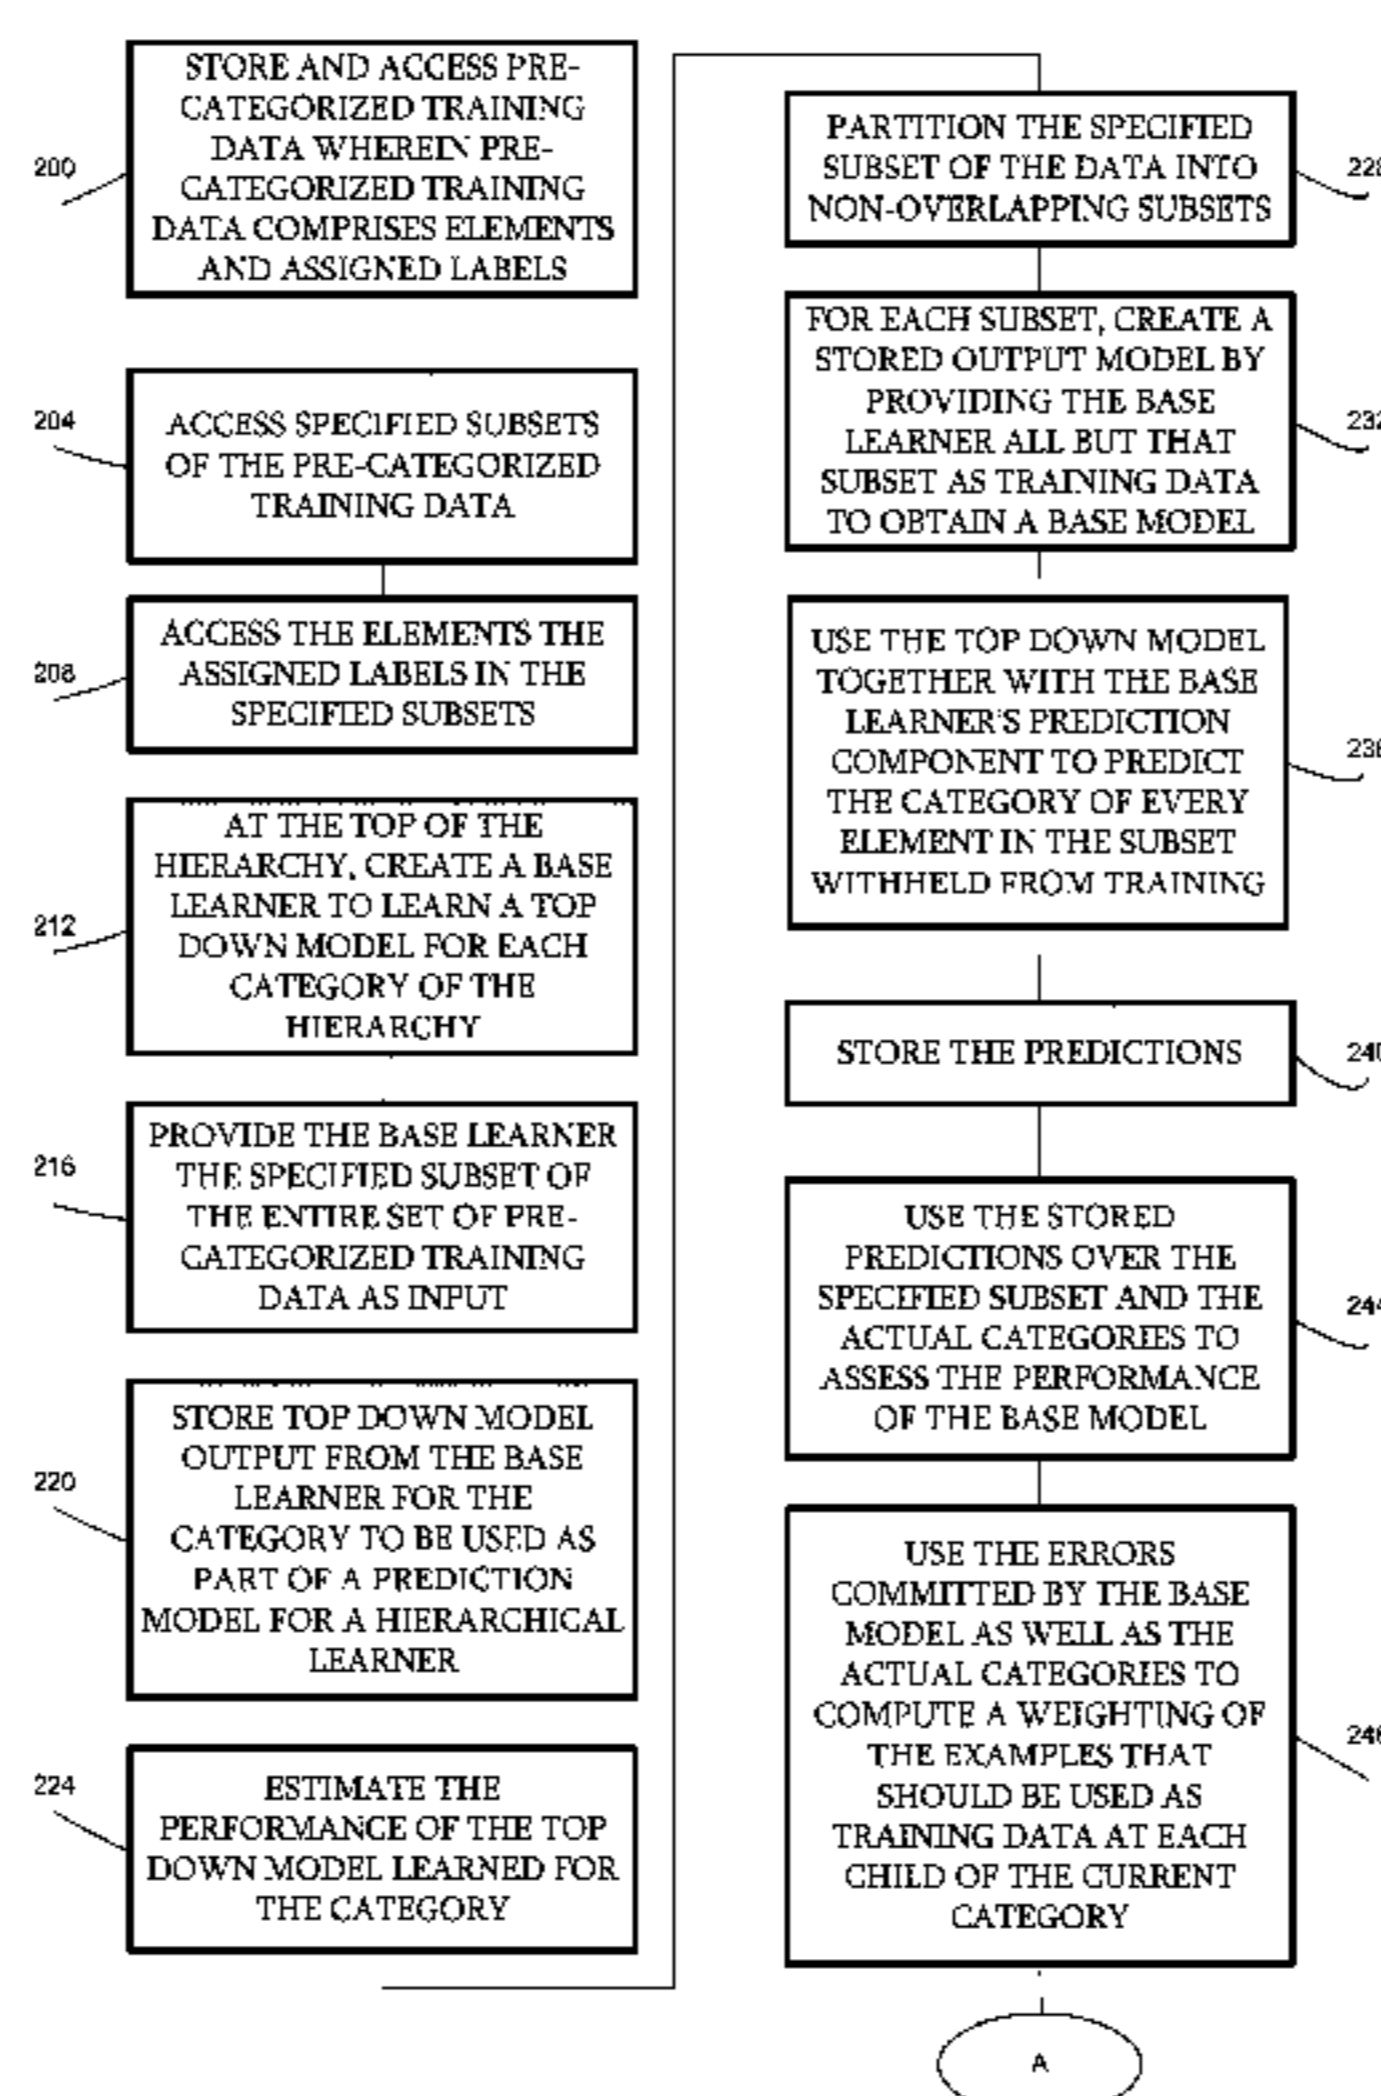 200
STORE AND ACCESS PRE-
CATEGORIZED TRAINING
DATA WHEREIN PRE-
CATEGORIZED TRAINING
DATA COMPRISES ELEMENTS
AND ASSIGNED LABELS
204
ACCESS SPECIFIED SUBSETS
OF THE PRE-CATEGORIZED
TRAINING DATA
208
ACCESS THE ELEMENTS THE
ASSIGNED LABELS IN THE
SPECIFIED SUBSETS
212
AT THE TOP OF THE
HIERARCHY, CREATE A BASE
LEARNER TO LEARN A TOP
DOWN MODEL FOR EACH
CATEGORY OF THE
HIERARCHY
216
PROVIDE THE BASE LEARNER
THE SPECIFIED SUBSET OF
THE ENTIRE SET OF PRE-
CATEGORIZED TRAINING
DATA AS INPUT
220
STORE TOP DOWN MODEL
OUTPUT FROM THE BASE
LEARNER FOR THE
CATEGORY TO BE USED AS
PART OF A PREDICTION
MODEL FOR A HIERARCHICAL
LEARNER
224
ESTIMATE THE
PERFORMANCE OF THE TOP
DOWN MODEL LEARNED FOR
THE CATEGORY
PARTITION THE SPECIFIED
SUBSET OF THE DATA INTO
NON-OVERLAPPING SUBSETS
228
FOR EACH SUBSET, CREATE A
STORED OUTPUT MODEL BY
PROVIDING THE BASE
LEARNER ALL BUT THAT
SUBSET AS TRAINING DATA
TO OBTAIN A BASE MODEL
232
USE THE TOP DOWN MODEL
TOGETHER WITH THE BASE
LEARNER'S PREDICTION
COMPONENT TO PREDICT
THE CATEGORY OF EVERY
ELEMENT IN THE SUBSET
WITHHELD FROM TRAINING
STORE THE PREDICTIONS
240
USE THE STORED
PREDICTIONS OVER THE
SPECIFIED SUBSET AND THE
ACTUAL CATEGORIES TO
ASSESS THE PERFORMANCE
OF THE BASE MODEL
244
USE THE ERRORS
COMMITTED BY THE BASE
MODEL AS WELL AS THE
ACTUAL CATEGORIES TO
COMPUTE A WEIGHTING OF
THE EXAMPLES THAT
SHOULD BE USED AS
TRAINING DATA AT EACH
CHILD OF THE CURRENT
CATEGORY
A